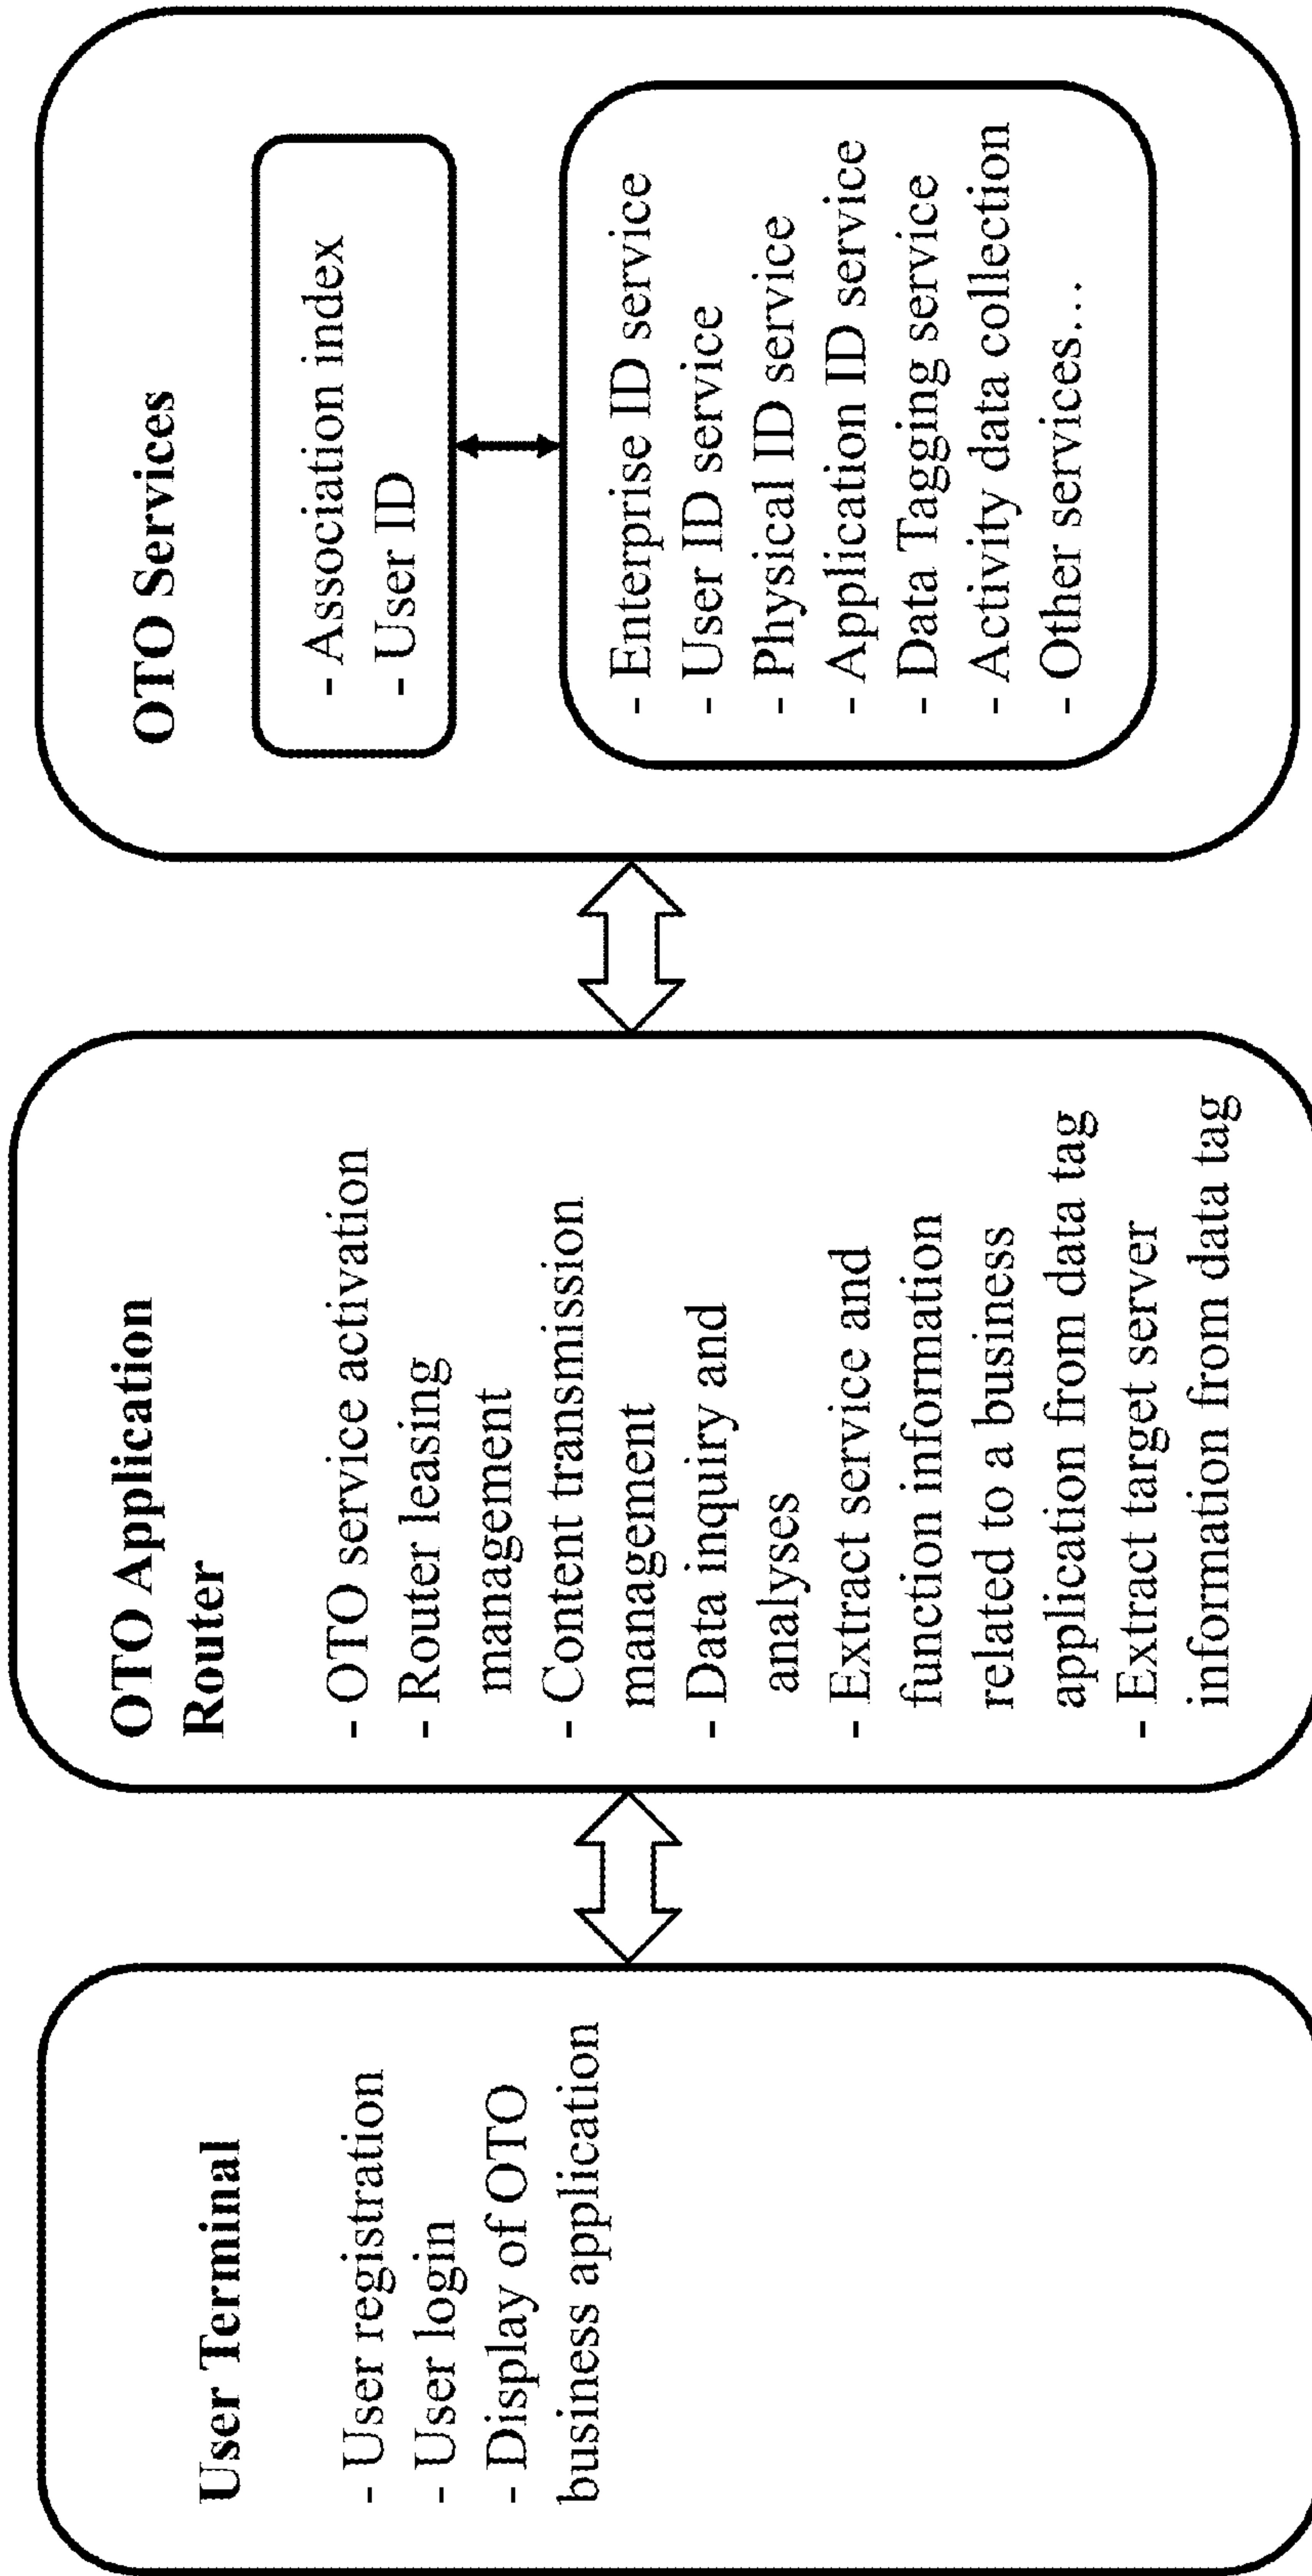 User Terminal
- User registration
- User login
- Display of OTO
business application
OTO Application
Router
- OTO service activation
- Router leasing
management
- Content transmission
management
- Data inquiry and
analyses
- Extract service and
function information
related to a business
application from data tag
- Extract target server
information from data tag
OTO Services
- Association index
- User ID
- Enterprise ID service
- User ID service
- Physical ID service
- Application ID service
- Data Tagging service
- Activity data collection
- Other services...